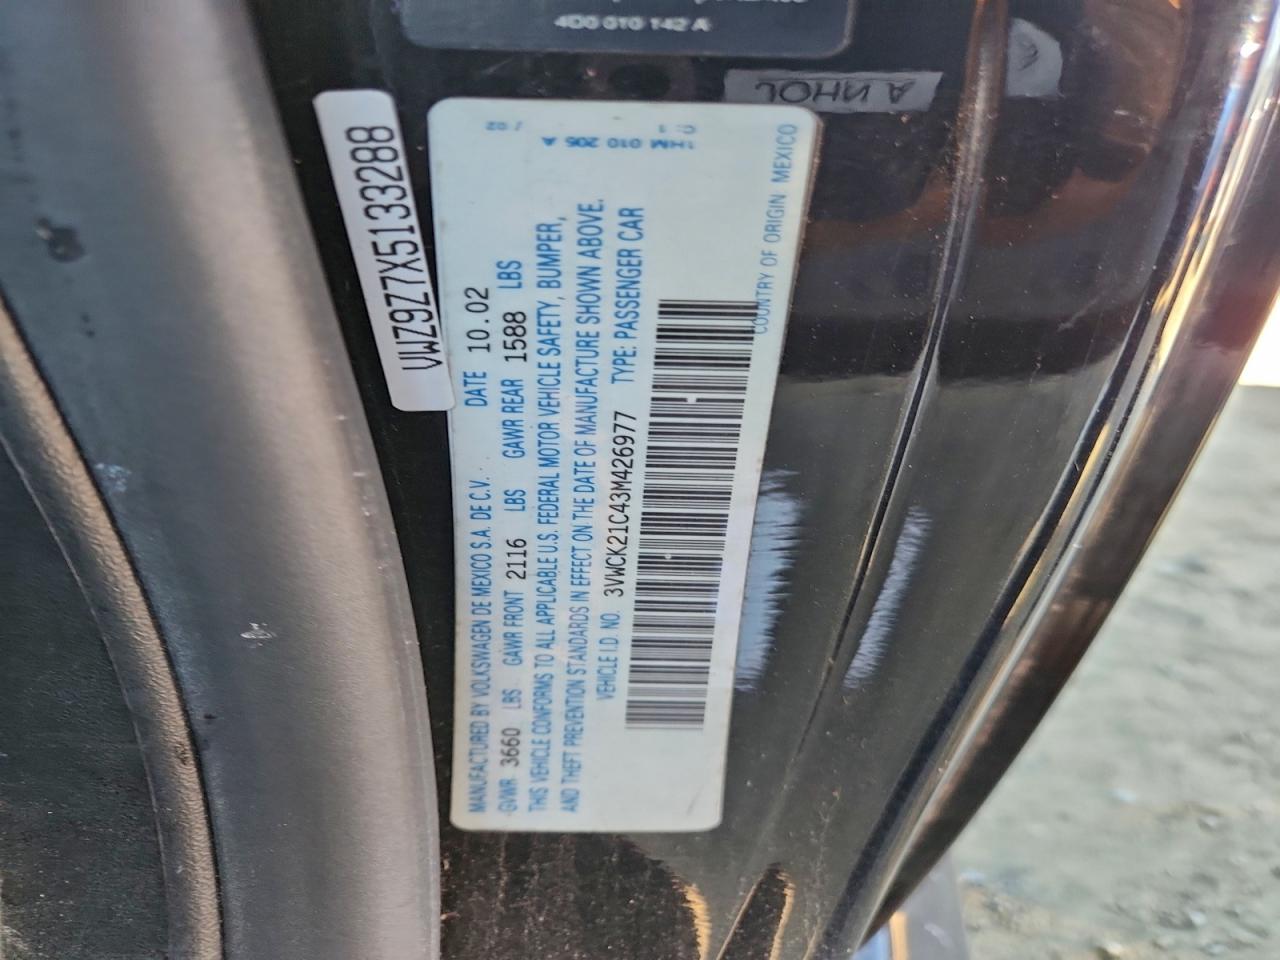 4D0 010 142 A
A NHOL
VWZ9Z7X5133288
1HM 010 205 A
MANUFACTURED BY VOLKSWAGEN DE MEXICO S.A. DE C.V. DATE 10.02
GVWR 3660 LBS GAWR FRONT 2116 LBS GAWR REAR 1588 LBS
THIS VEHICLE CONFORMS TO ALL APPLICABLE U.S. FEDERAL MOTOR VEHICLE SAFETY, BUMPER,
AND THEFT PREVENTION STANDARDS IN EFFECT ON THE DATE OF MANUFACTURE SHOWN ABOVE.
VEHICLE I.D. NO. 3VWCK21C43M426977 TYPE: PASSENGER CAR
COUNTRY OF ORIGIN MEXICO